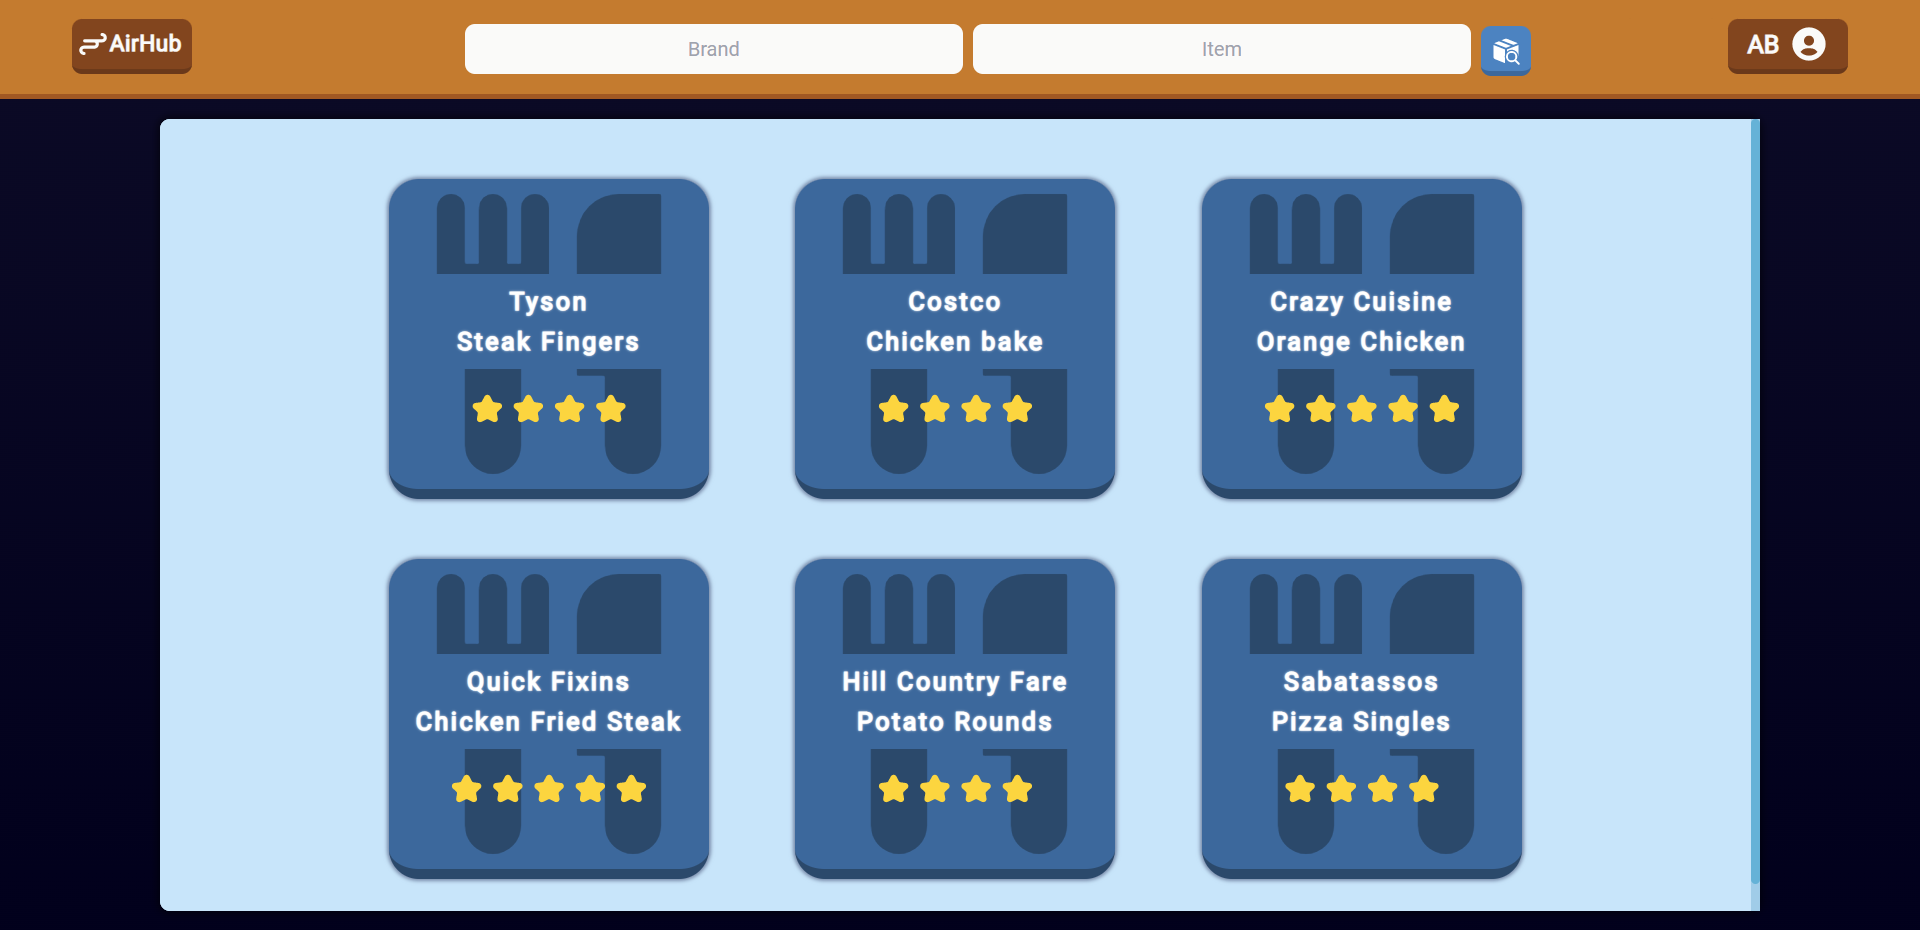 AirHub
Brand
Item
AB
Tyson
Steak Fingers
Costco
Chicken bake
Crazy Cuisine
Orange Chicken
Quick Fixins
Chicken Fried Steak
Hill Country Fare
Potato Rounds
Sabatassos
Pizza Singles